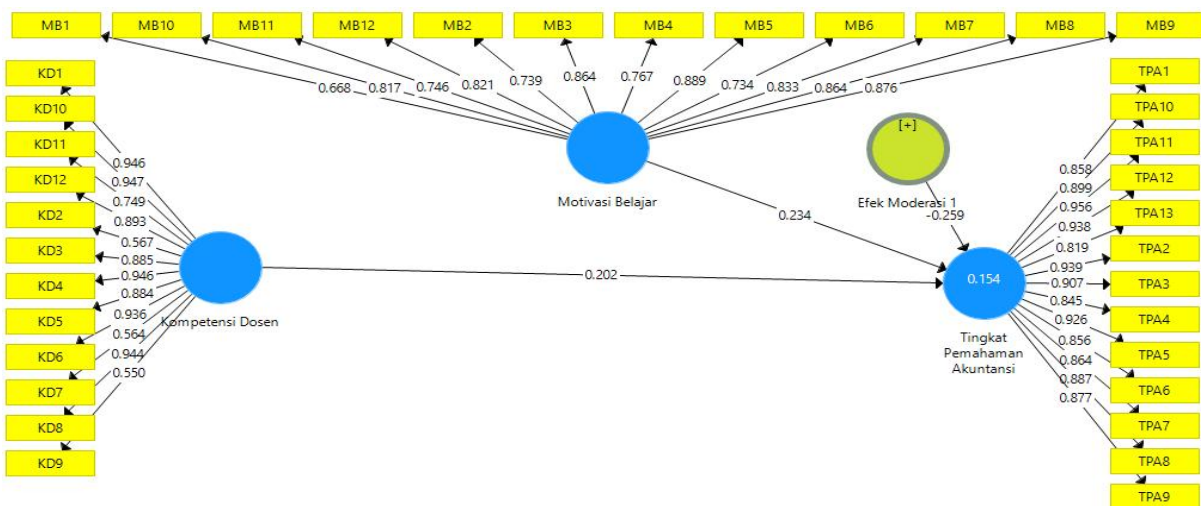 MB1
MB10
MB11
MB12
MB2
MB3
MB4
MB5
MB6
MB7
MB8
MB9
0.668
0.817
0.746
0.821
0.739
0.864
0.767
0.889
0.734
0.833
0.864
0.876
KD1
KD10
KD11
KD12
KD2
KD3
KD4
KD5
KD6
KD7
KD8
KD9
0.946
0.947
0.749
0.893
0.567
0.885
0.946
0.884
0.936
0.564
0.944
0.550
Kompetensi Dosen
Motivasi Belajar
[+]
Efek Moderasi 1
-0.259
0.234
0.202
0.154
Tingkat
Pemahaman
Akuntansi
0.858
0.899
0.956
0.938
0.819
0.939
0.907
0.845
0.926
0.856
0.864
0.887
0.877
TPA1
TPA10
TPA11
TPA12
TPA13
TPA2
TPA3
TPA4
TPA5
TPA6
TPA7
TPA8
TPA9